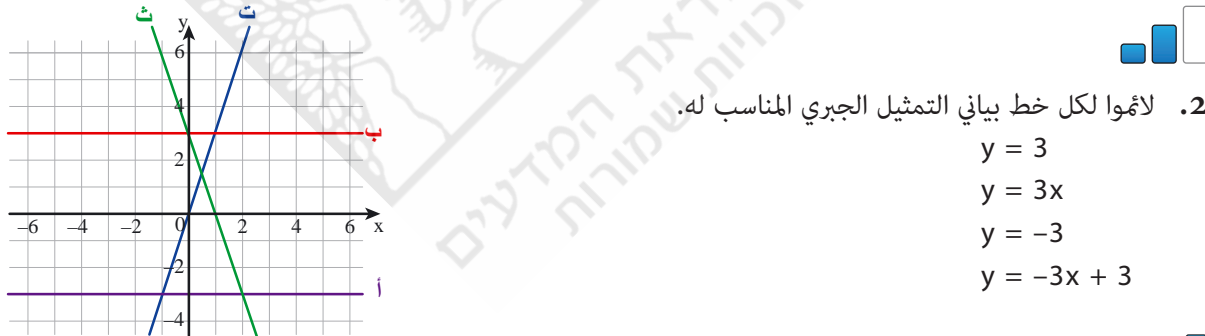 2. لائموا لكل خط بياني التمثيل الجبري المناسب له.
y = 3
y = 3x
y = −3
y = −3x + 3
ث
ت
y
6
4
ب
2
−6 −4 −2 0 2 4 6 x
−2
أ
−4